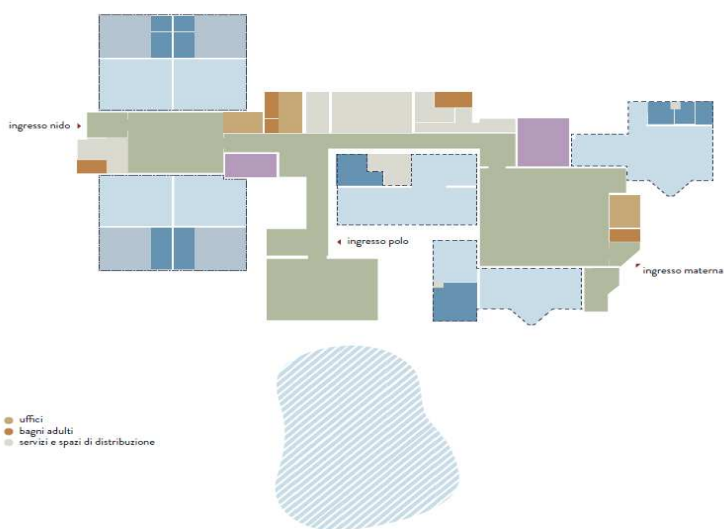 ingresso nido
ingresso polo
ingresso materna
uffici
bagni adulti
servizi e spazi di distribuzione